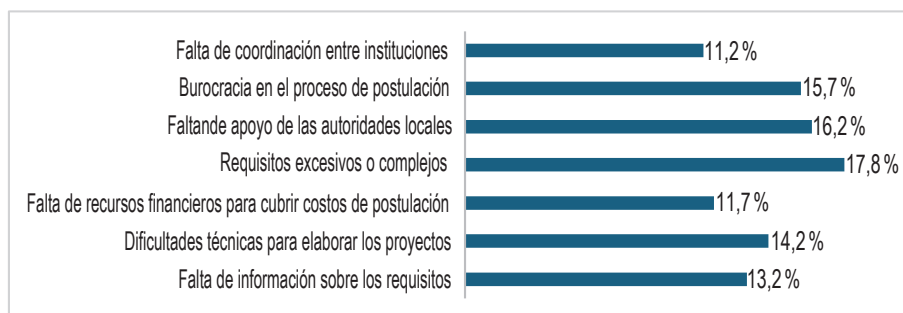 Falta de coordinación entre instituciones 11,2 %
Burocracia en el proceso de postulación 15,7 %
Faltande apoyo de las autoridades locales 16,2 %
Requisitos excesivos o complejos 17,8 %
Falta de recursos financieros para cubrir costos de postulación 11,7 %
Dificultades técnicas para elaborar los proyectos 14,2 %
Falta de información sobre los requisitos 13,2 %